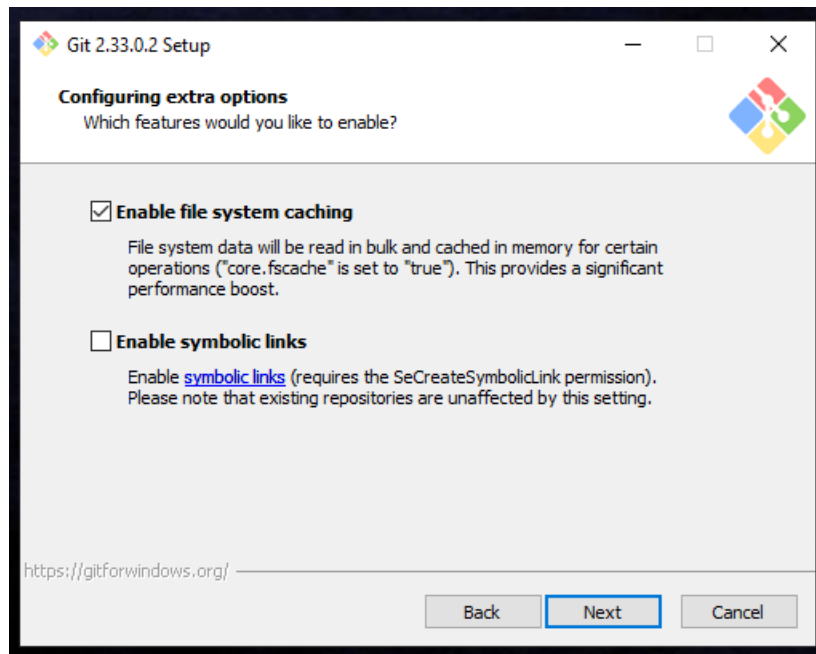 Git 2.33.0.2 Setup
Configuring extra options
Which features would you like to enable?
Enable file system caching
File system data will be read in bulk and cached in memory for certain
operations ("core.fscache" is set to "true"). This provides a significant
performance boost.
Enable symbolic links
Enable symbolic links (requires the SeCreateSymbolicLink permission).
Please note that existing repositories are unaffected by this setting.
https://gitforwindows.org/
Back Next Cancel